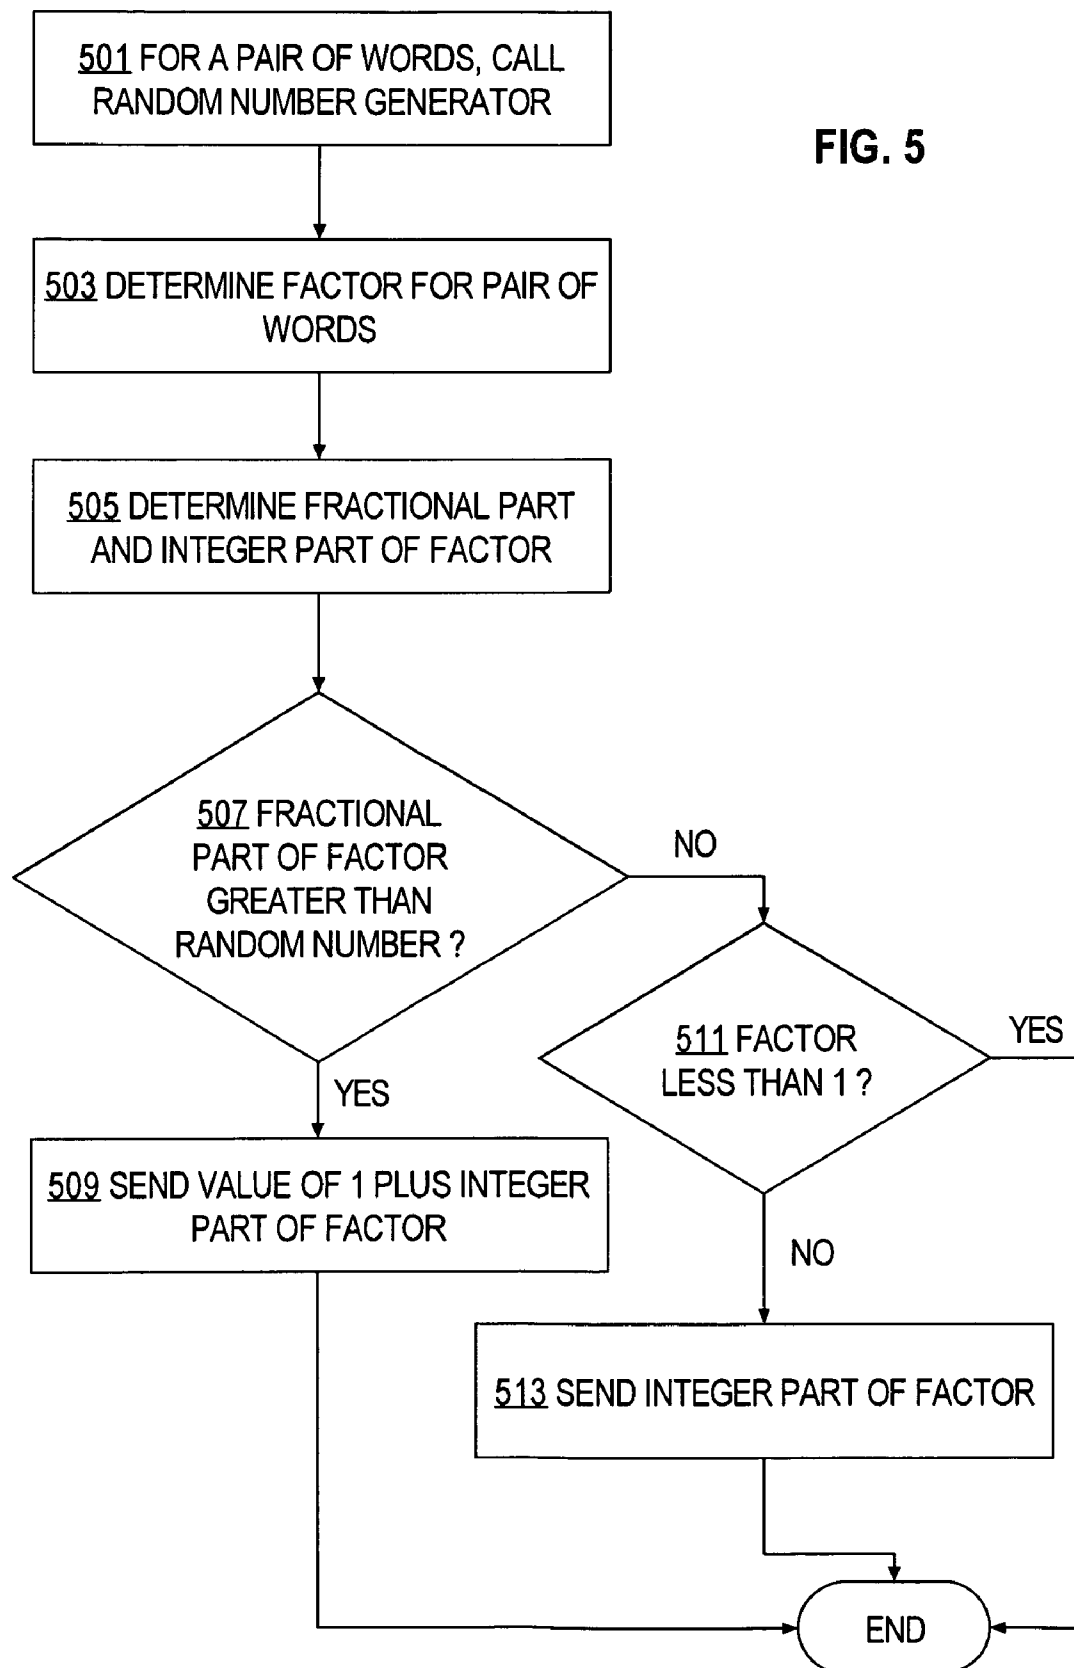 501 FOR A PAIR OF WORDS, CALL
RANDOM NUMBER GENERATOR
FIG. 5
503 DETERMINE FACTOR FOR PAIR OF
WORDS
505 DETERMINE FRACTIONAL PART
AND INTEGER PART OF FACTOR
507 FRACTIONAL
PART OF FACTOR
GREATER THAN
RANDOM NUMBER ?
NO
511 FACTOR
LESS THAN 1 ?
YES
YES
509 SEND VALUE OF 1 PLUS INTEGER
PART OF FACTOR
NO
513 SEND INTEGER PART OF FACTOR
END